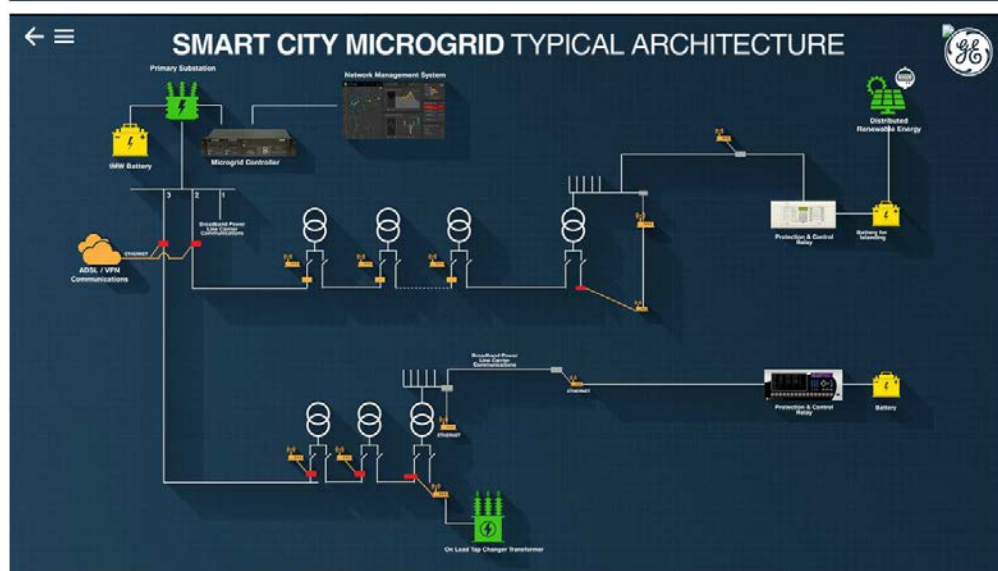 SMART CITY MICROGRID TYPICAL ARCHITECTURE
Primary Substation
Network Management System
1MW Battery
Microgrid Controller
Distributed
Renewable Energy
3
2
1
Broadband Power
Line Carrier
Communications
ETHERNET
ADSL / VPN
Communications
Protection & Control
Relay
Battery for
Islanding
Broadband Power
Line Carrier
Communications
ETHERNET
ETHERNET
Protection & Control
Relay
Battery
On Load Tap Changer Transformer